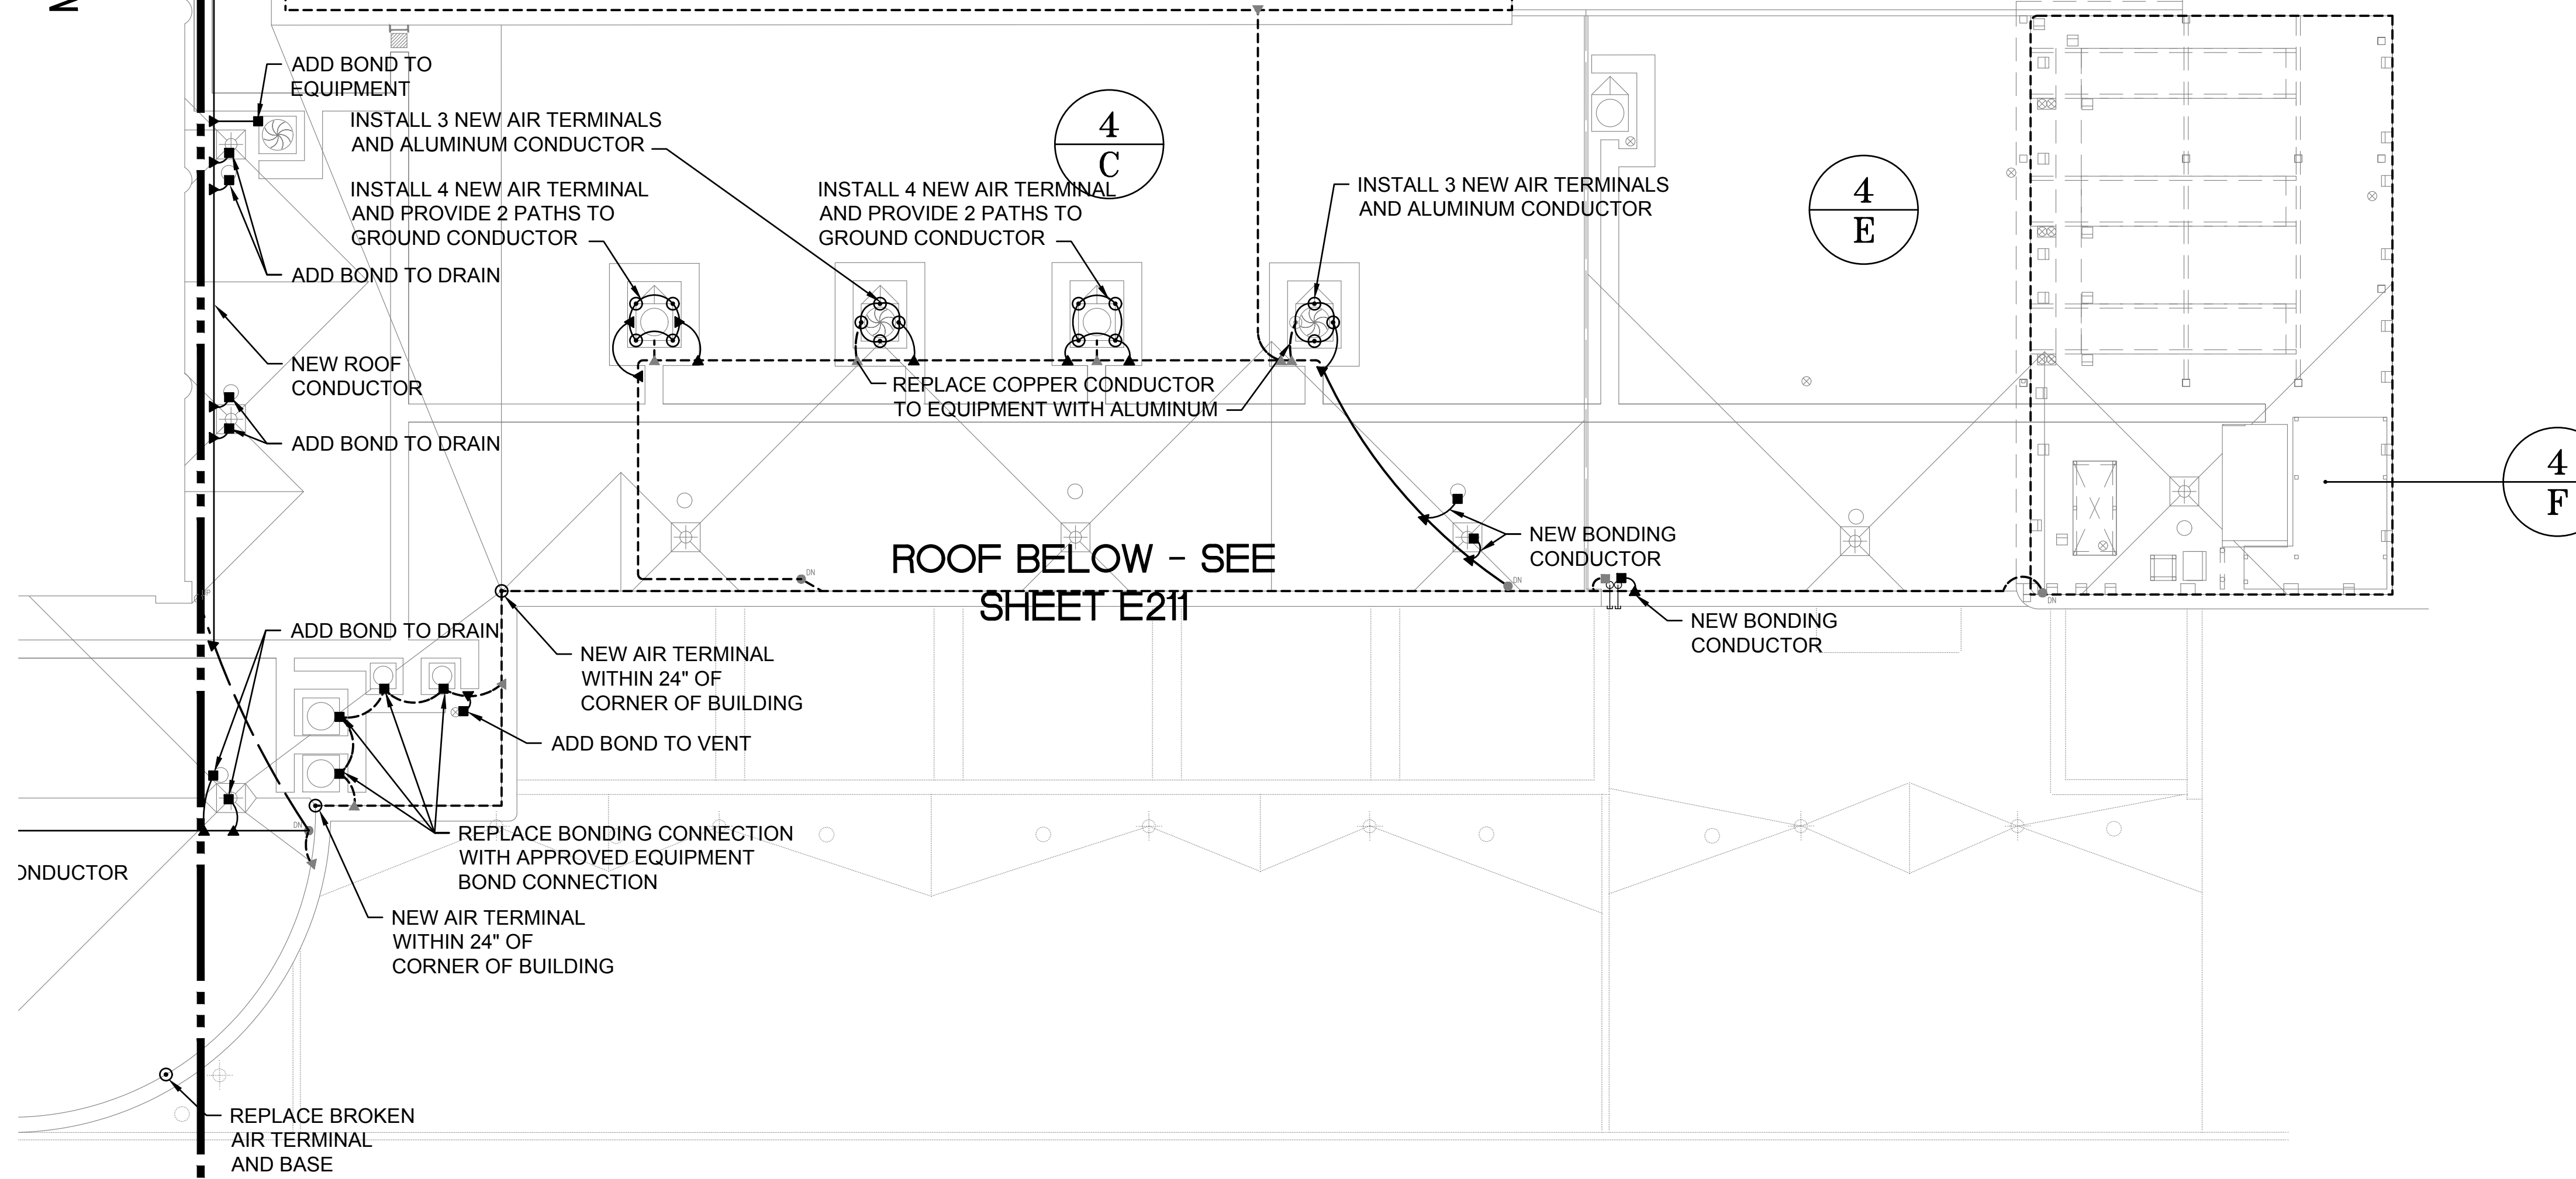 N
ADD BOND TO
EQUIPMENT
INSTALL 3 NEW AIR TERMINALS
AND ALUMINUM CONDUCTOR
4
C
INSTALL 4 NEW AIR TERMINAL
AND PROVIDE 2 PATHS TO
GROUND CONDUCTOR
INSTALL 4 NEW AIR TERMINAL
AND PROVIDE 2 PATHS TO
GROUND CONDUCTOR
INSTALL 3 NEW AIR TERMINALS
AND ALUMINUM CONDUCTOR
4
E
ADD BOND TO DRAIN
NEW ROOF
CONDUCTOR
REPLACE COPPER CONDUCTOR
TO EQUIPMENT WITH ALUMINUM
ADD BOND TO DRAIN
4
F
NEW BONDING
CONDUCTOR
ROOF BELOW - SEE
SHEET E211
DN
DN
DN
ADD BOND TO DRAIN
NEW BONDING
CONDUCTOR
NEW AIR TERMINAL
WITHIN 24" OF
CORNER OF BUILDING
ADD BOND TO VENT
DN
REPLACE BONDING CONNECTION
WITH APPROVED EQUIPMENT
BOND CONNECTION
ONDUCTOR
NEW AIR TERMINAL
WITHIN 24" OF
CORNER OF BUILDING
REPLACE BROKEN
AIR TERMINAL
AND BASE